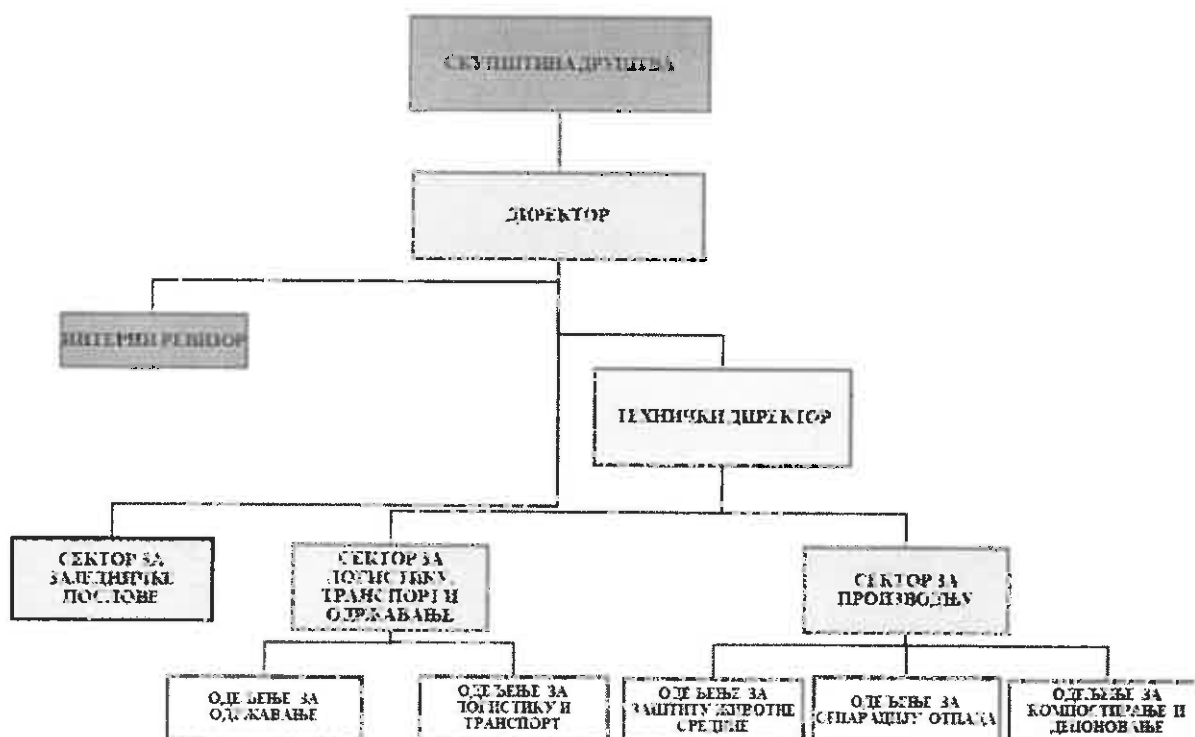 СКУПШТИНА ДРУШТВА
ДИРЕКТОР
ИНТЕРНИ РЕВИЗОР
ТЕХНИЧКИ ДИРЕКТОР
СЕКТОР ЗА
ЗАЈЕДНИЧКЕ
ПОСЛОВЕ
СЕКТОР ЗА
ЛОГИСТИКУ,
ТРАНСПОРТ И
ОДРЖАВАЊЕ
СЕКТОР ЗА
ПРОИЗВОДЊУ
ОДЕЉЕЊЕ ЗА
ОДРЖАВАЊЕ
ОДЕЉЕЊЕ ЗА
ЛОГИСТИКУ И
ТРАНСПОРТ
ОДЕЉЕЊЕ ЗА
ЗАШТИТУ ЖИВОТНЕ
СРЕДИНЕ
ОДЕЉЕЊЕ ЗА
СЕПАРАЦИЈУ ОТПАДА
ОДЕЉЕЊЕ ЗА
КОМПОСТИРАЊЕ И
ДЕПОНОВАЊЕ